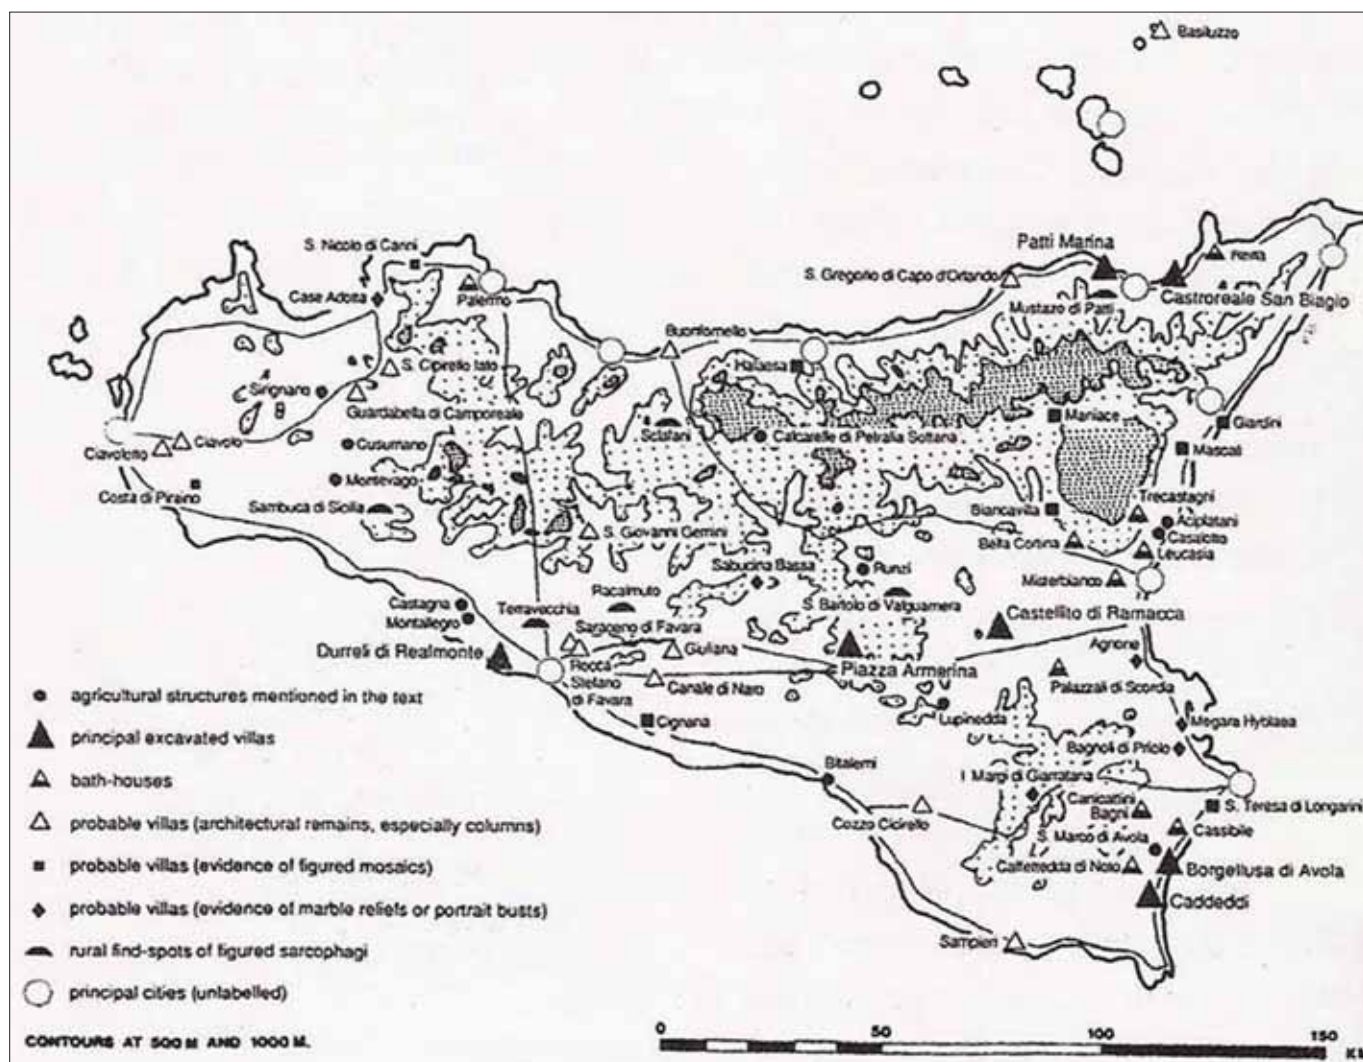 Basiluzzo
Patti Marina
S. Nicolo di Carini
S. Gregorio di Capo d'Orlando
Case Adotta
Palermo
Mustazo di Patti
Castroreale San Biagio
Buonfornello
Halaesa
S. Cipirello Iato
Sirignano
Guardabella di Camporeale
Maniace
Giardini
Ciavolotto
Ciavolo
Cusumano
Sclafani
Calcarelle di Petralia Sottana
Mascali
Costa di Piraino
Montevago
Sambuca di Sicilia
Trecastagni
Biancavilla
Aciplatani
Casalotto
S. Giovanni Gemini
Belta Cortina
Leucasia
Sabucina Bassa
Runzi
Misterbianco
Racalmuto
Castagna
Terravecchia
S. Bartolo di Valguarnera
Castellito di Ramacca
Montallegro
Saraceno di Favara
Durreli di Realmonte
Giuliana
Agnone
Rocca
Stefano
di Favara
Piazza Armerina
Canale di Naro
Palazzali di Scordia
agricultural structures mentioned in the text
Lupinedda
Cignana
Megara Hyblaea
principal excavated villas
Bagnoli di Priolo
bath-houses
Bitalemi
I Margi di Giarratana
Canicattini
Bagni
S. Teresa di Longarini
probable villas (architectural remains, especially columns)
Cozzo Cicirello
Cassibile
S. Marco di Avola
probable villas (evidence of figured mosaics)
Borgellusa di Avola
Caddeddi
probable villas (evidence of marble reliefs or portrait busts)
Sampieri
rural find-spots of figured sarcophagi
principal cities (unlabelled)
CONTOURS AT 500 M AND 1000 M.
0 50 100 150